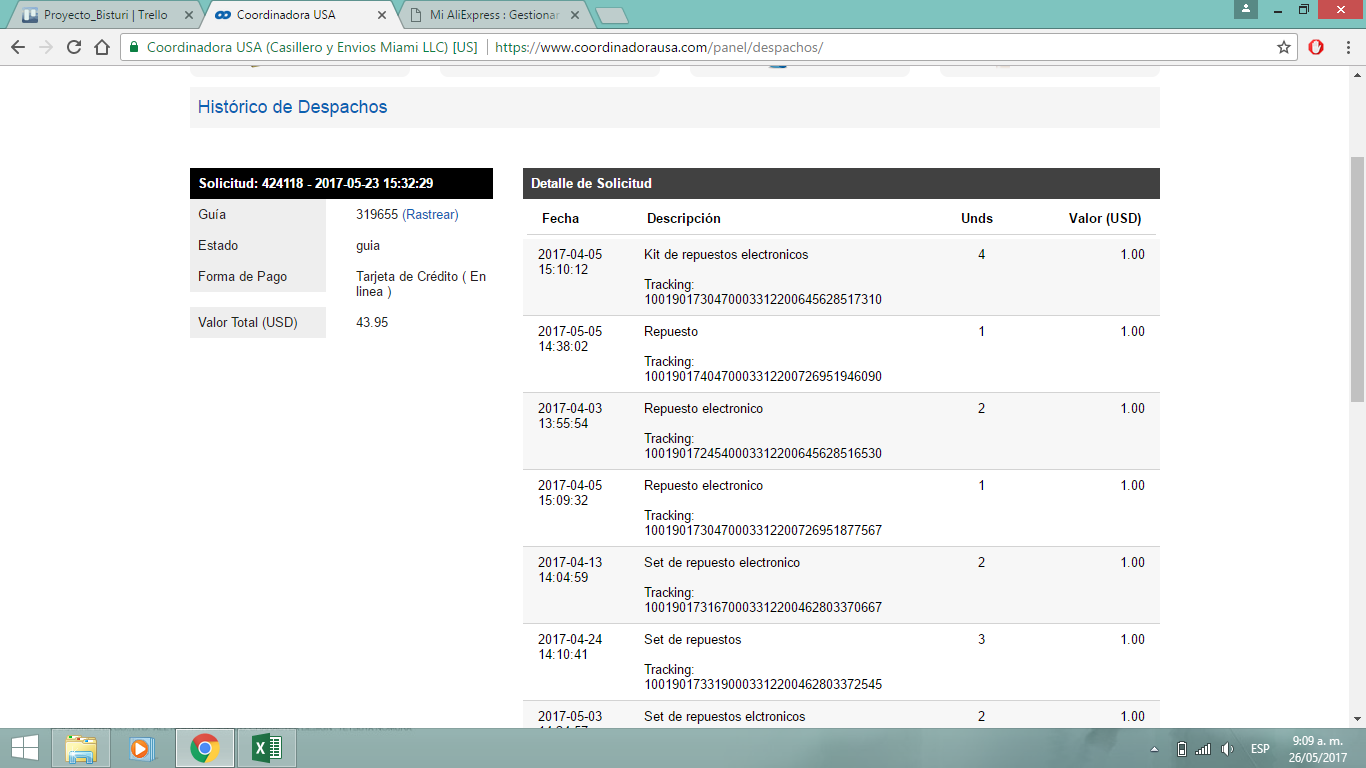 Proyecto_Bisturi | Trello
Coordinadora USA
Mi AliExpress : Gestionar
Coordinadora USA (Casillero y Envios Miami LLC) [US]
https://www.coordinadorausa.com/panel/despachos/
Histórico de Despachos
Solicitud: 424118 - 2017-05-23 15:32:29
Guía 319655 (Rastrear)
Estado guia
Forma de Pago Tarjeta de Crédito ( En
linea )
Valor Total (USD) 43.95
Detalle de Solicitud
Fecha Descripción Unds Valor (USD)
2017-04-05 Kit de repuestos electronicos 4 1.00
15:10:12
Tracking:
1001901730470003312200645628517310
2017-05-05 Repuesto 1 1.00
14:38:02
Tracking:
1001901740470003312200726951946090
2017-04-03 Repuesto electronico 2 1.00
13:55:54
Tracking:
1001901724540003312200645628516530
2017-04-05 Repuesto electronico 1 1.00
15:09:32
Tracking:
1001901730470003312200726951877567
2017-04-13 Set de repuesto electronico 2 1.00
14:04:59
Tracking:
1001901731670003312200462803370667
2017-04-24 Set de repuestos 3 1.00
14:10:41
Tracking:
1001901733190003312200462803372545
2017-05-03 Set de repuestos elctronicos 2 1.00
ESP
9:09 a. m.
26/05/2017